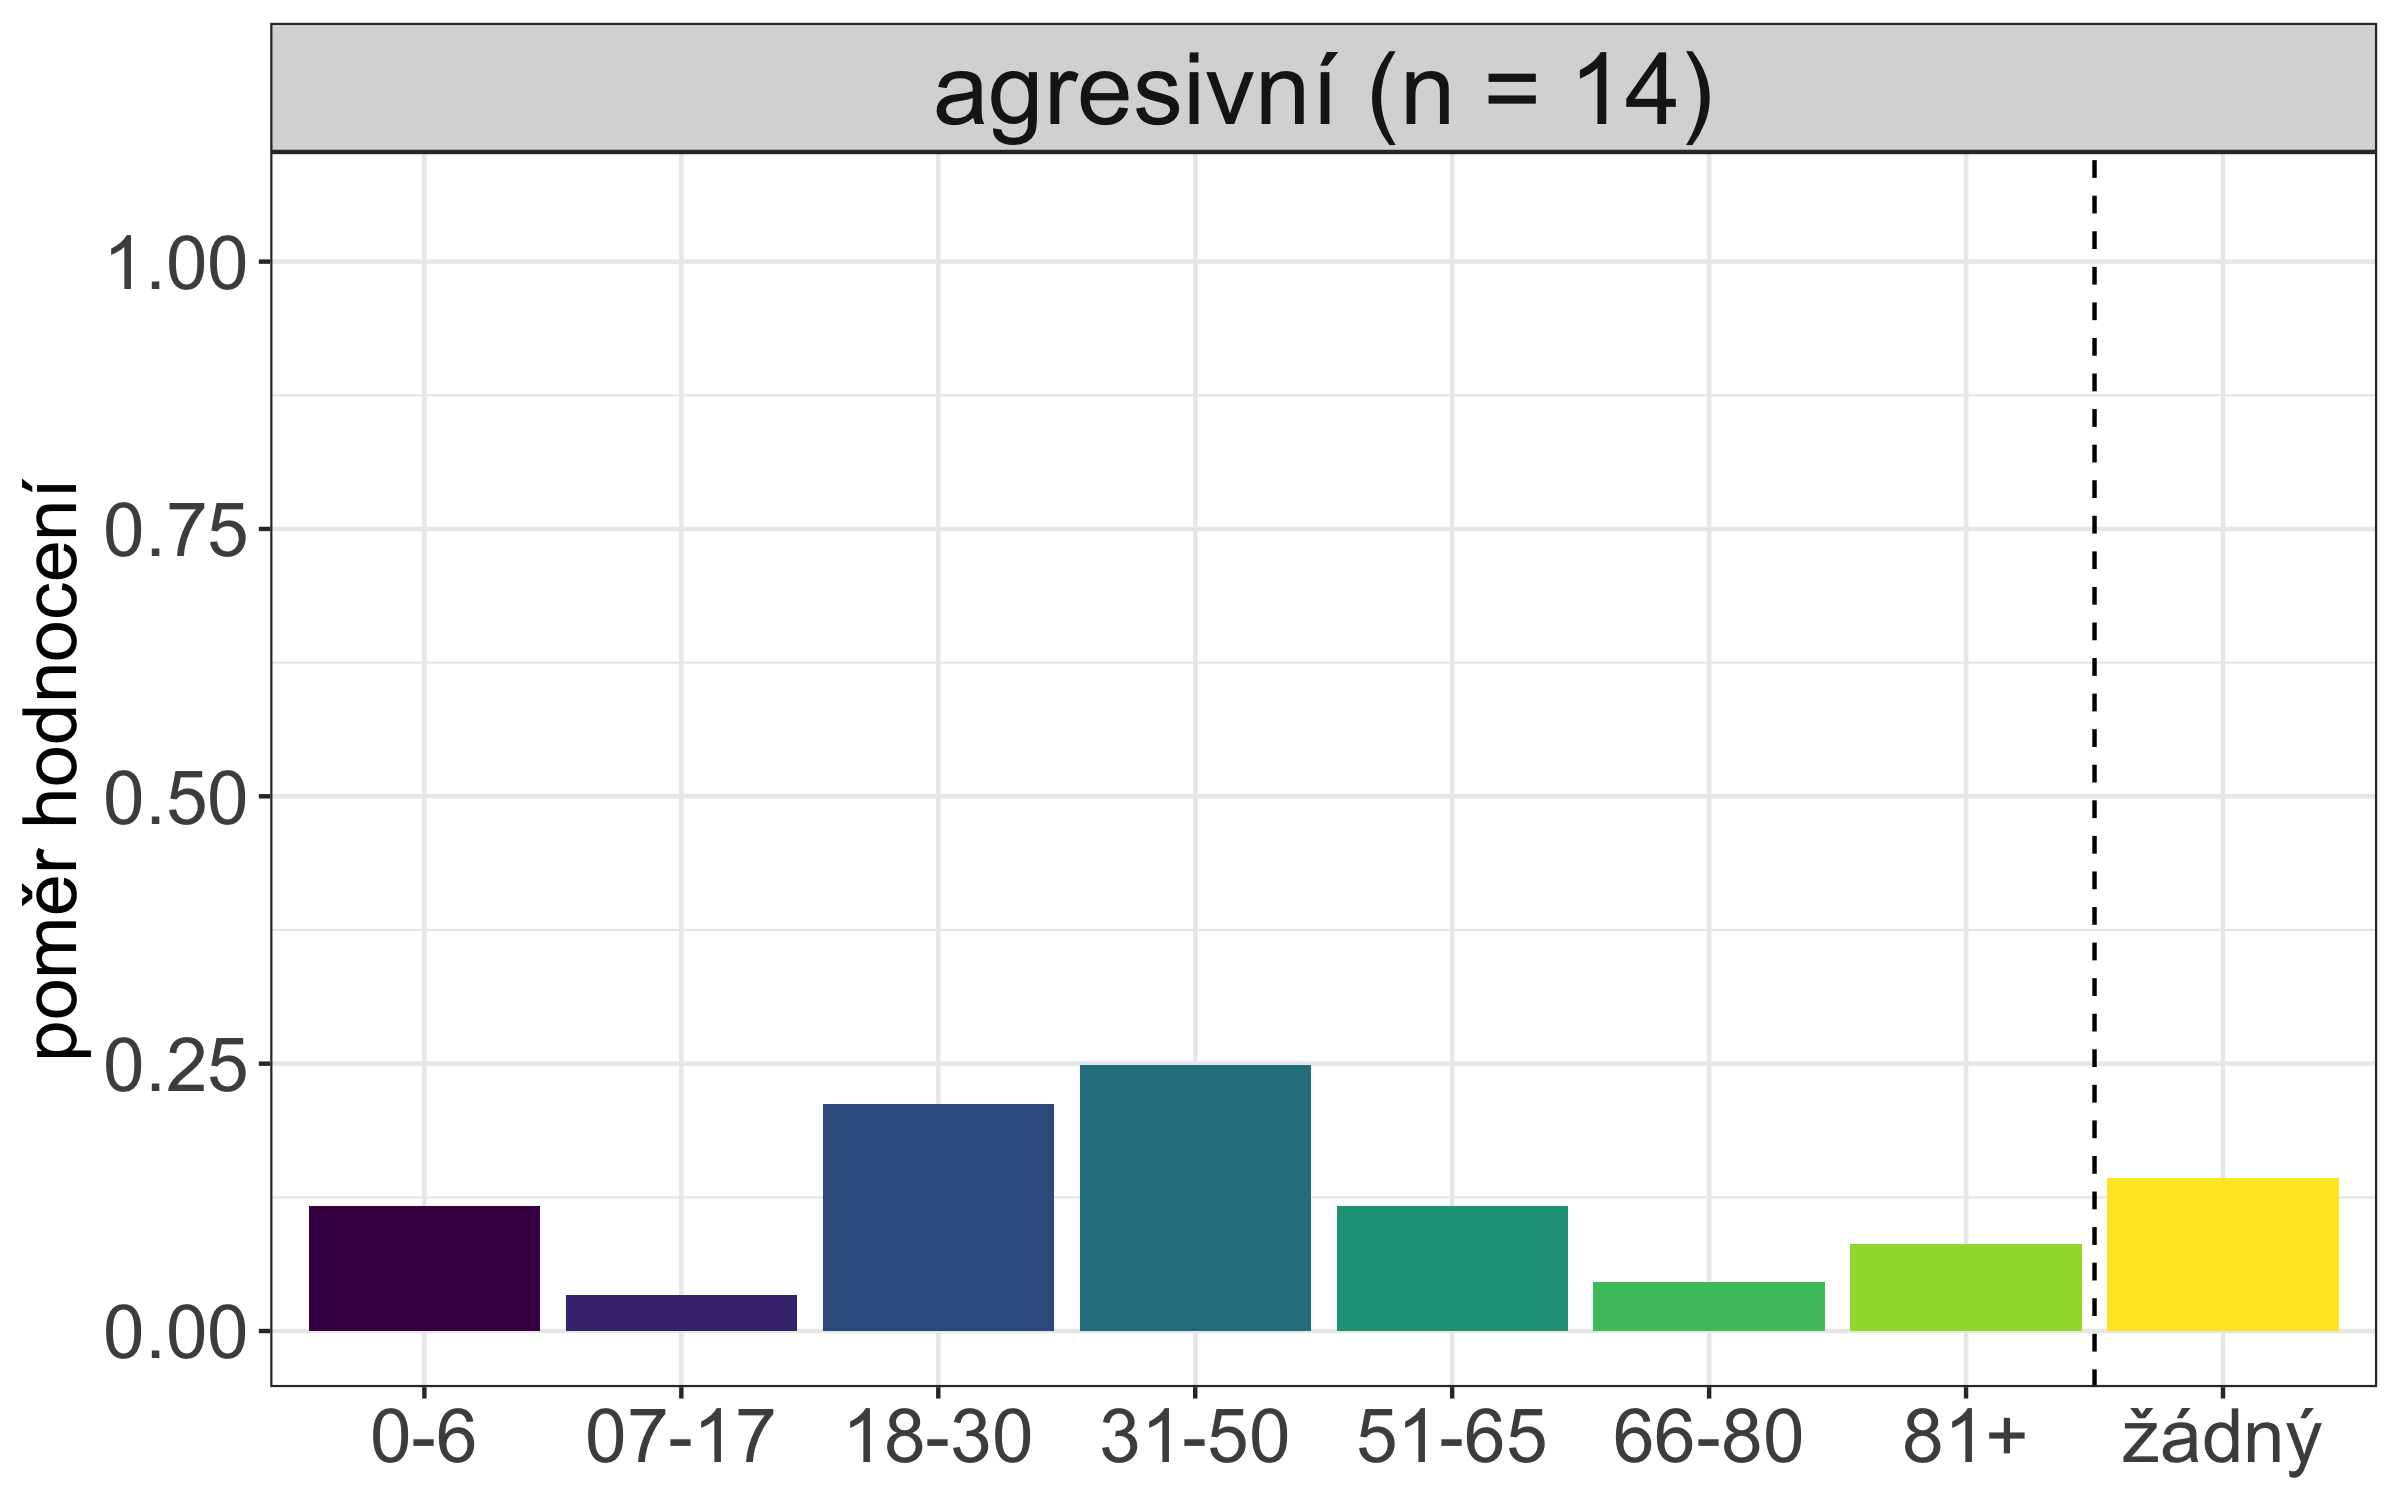 agresivní (n = 14)
poměr hodnocení
1.00
0.75
0.50
0.25
0.00
0-6 07-17 18-30 31-50 51-65 66-80 81+ žádný